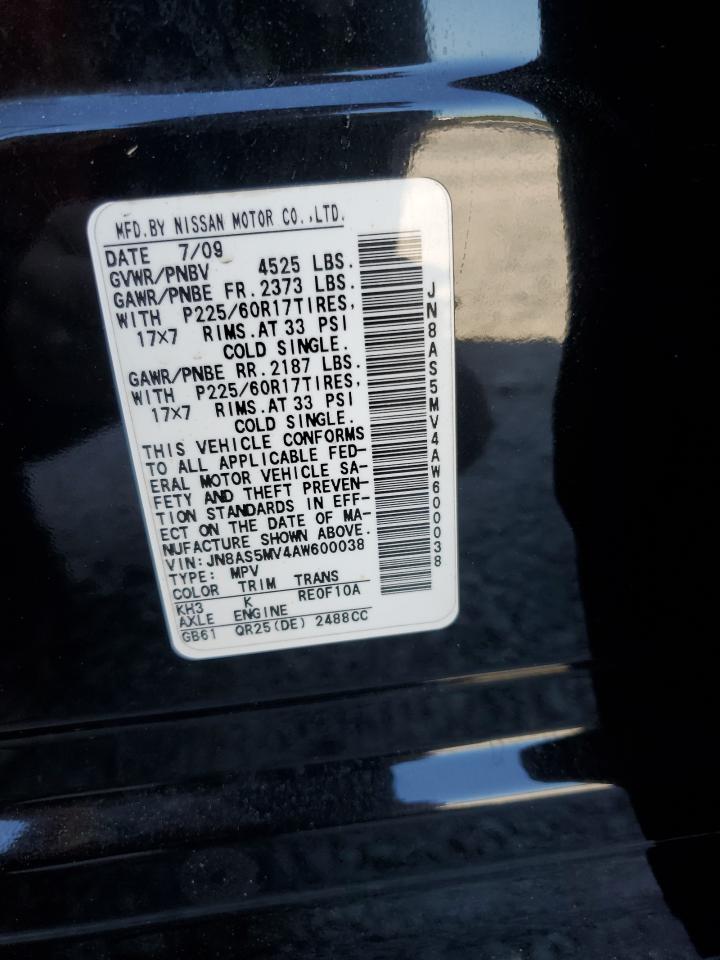 MFD.BY NISSAN MOTOR CO.,LTD.
DATE 7/09
GVWR/PNBV 4525 LBS.
GAWR/PNBE FR. 2373 LBS.
WITH P225/60R17TIRES,
17×7 RIMS.AT 33 PSI
COLD SINGLE.
GAWR/PNBE RR. 2187 LBS.
WITH P225/60R17TIRES,
17×7 RIMS.AT 33 PSI
COLD SINGLE.
THIS VEHICLE CONFORMS
TO ALL APPLICABLE FED-
ERAL MOTOR VEHICLE SA-
FETY AND THEFT PREVEN-
TION STANDARDS IN EFF-
ECT ON THE DATE OF MA-
NUFACTURE SHOWN ABOVE.
VIN: JN8AS5MV4AW600038
TYPE: MPV
COLOR TRIM TRANS
KH3 K RE0F10A
AXLE ENGINE
GB61 QR25(DE) 2488CC
JN8AS5MV4AW600038